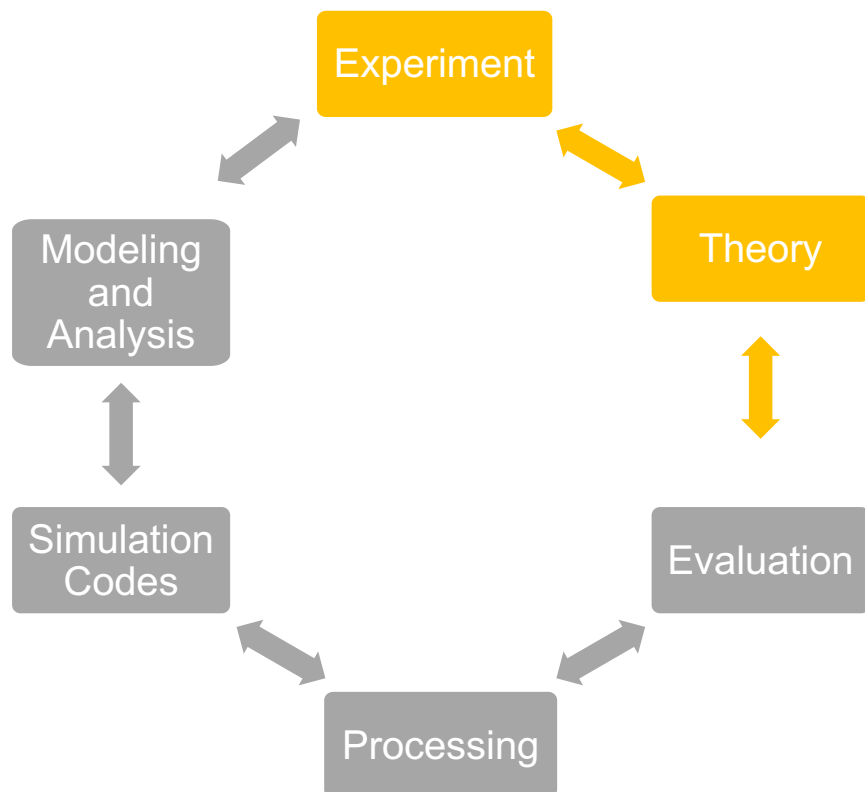 Experiment
Theory
Evaluation
Processing
Simulation
Codes
Modeling
and
Analysis